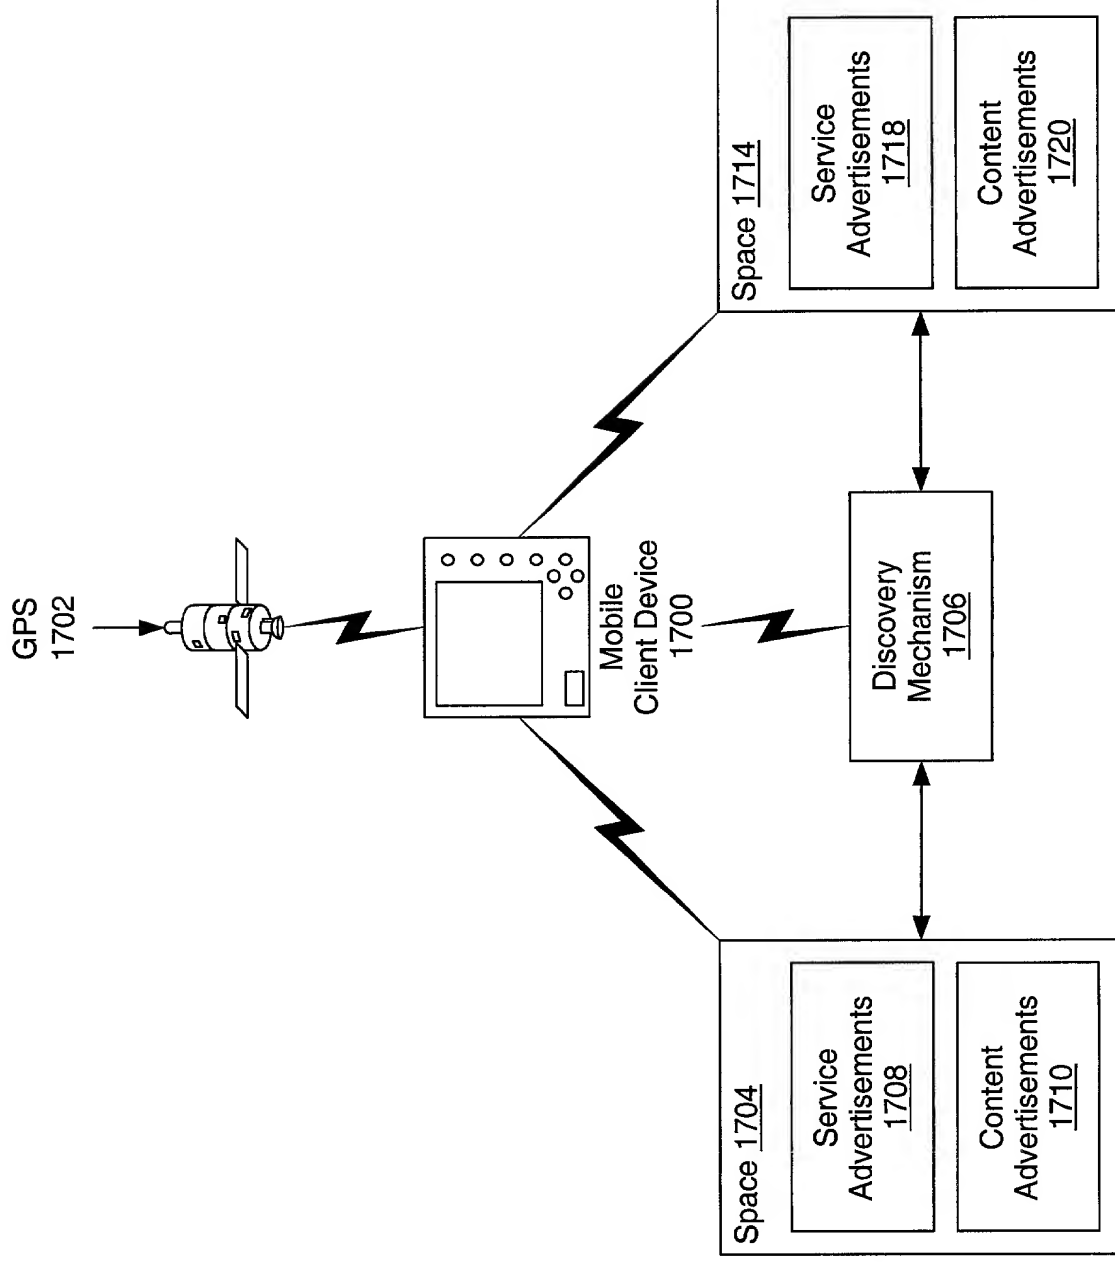 GPS
1702
Mobile
Client Device
1700
Discovery
Mechanism
1706
Space 1704
Service
Advertisements
1708
Content
Advertisements
1710
Space 1714
Service
Advertisements
1718
Content
Advertisements
1720